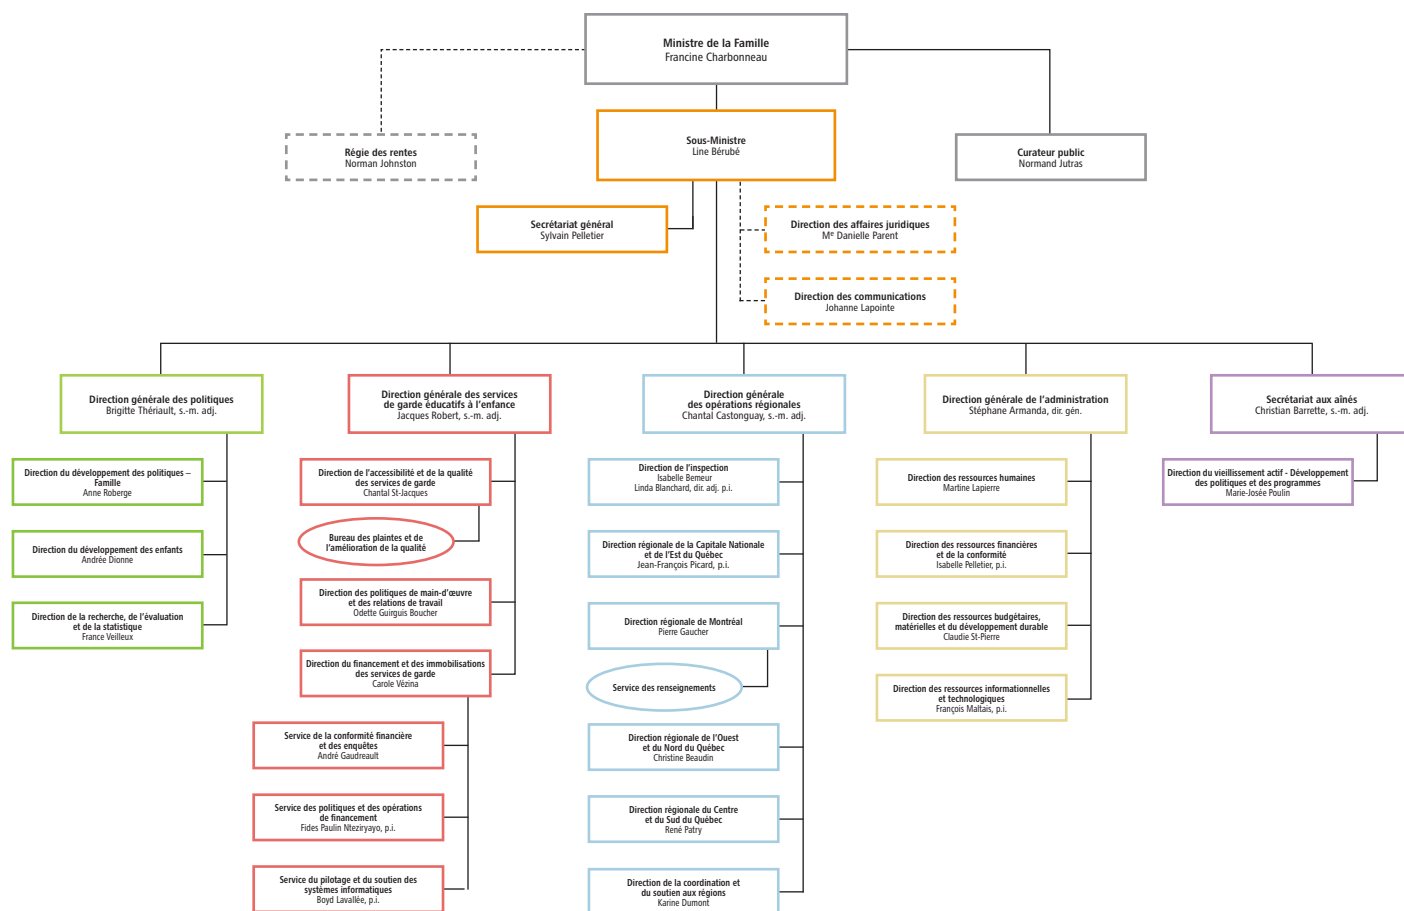 Ministre de la Famille
Francine Charbonneau
Régie des rentes
Norman Johnston
Sous-Ministre
Line Bérubé
Curateur public
Normand Jutras
Secrétariat général
Sylvain Pelletier
Direction des affaires juridiques
Me Danielle Parent
Direction des communications
Johanne Lapointe
Direction générale des politiques
Brigitte Thériault, s.-m. adj.
Direction du développement des politiques –
Famille
Anne Roberge
Direction du développement des enfants
Andrée Dionne
Direction de la recherche, de l'évaluation
et de la statistique
France Veilleux
Direction générale des services
de garde éducatifs à l'enfance
Jacques Robert, s.-m. adj.
Direction de l'accessibilité et de la qualité
des services de garde
Chantal St-Jacques
Bureau des plaintes et de
l'amélioration de la qualité
Direction des politiques de main-d'œuvre
et des relations de travail
Odette Guirguis Boucher
Direction du financement et des immobilisations
des services de garde
Carole Vézina
Service de la conformité financière
et des enquêtes
André Gaudreault
Service des politiques et des opérations
de financement
Fides Paulin Nteziryayo, p.i.
Service du pilotage et du soutien des
systèmes informatiques
Boyd Lavallée, p.i.
Direction générale
des opérations régionales
Chantal Castonguay, s.-m. adj.
Direction de l'inspection
Isabelle Bemeur
Linda Blanchard, dir. adj. p.i.
Direction régionale de la Capitale Nationale
et de l'Est du Québec
Jean-François Picard, p.i.
Direction régionale de Montréal
Pierre Gaucher
Service des renseignements
Direction régionale de l'Ouest
et du Nord du Québec
Christine Beaudin
Direction régionale du Centre
et du Sud du Québec
René Patry
Direction de la coordination et
du soutien aux régions
Karine Dumont
Direction générale de l'administration
Stéphane Armanda, dir. gén.
Direction des ressources humaines
Martine Lapierre
Direction des ressources financières
et de la conformité
Isabelle Pelletier, p.i.
Direction des ressources budgétaires,
matérielles et du développement durable
Claudie St-Pierre
Direction des ressources informationnelles
et technologiques
François Maltais, p.i.
Secrétariat aux aînés
Christian Barrette, s.-m. adj.
Direction du vieillissement actif - Développement
des politiques et des programmes
Marie-Josée Poulin